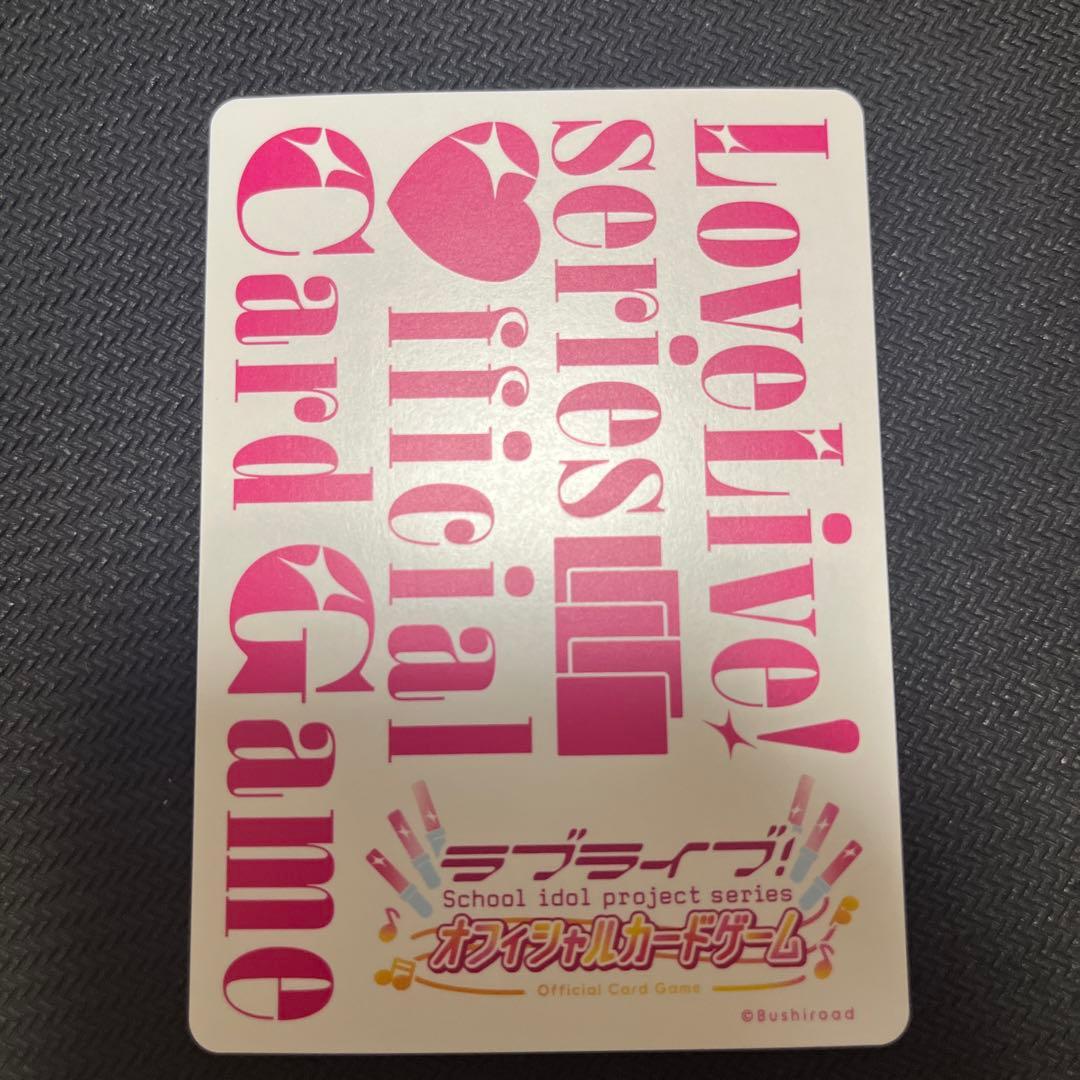 LoveLive!
series
♥fficial
Card Game
ラブライブ!
School idol project series
オフィシャルカードゲーム
Official Card Game
©Bushiroad